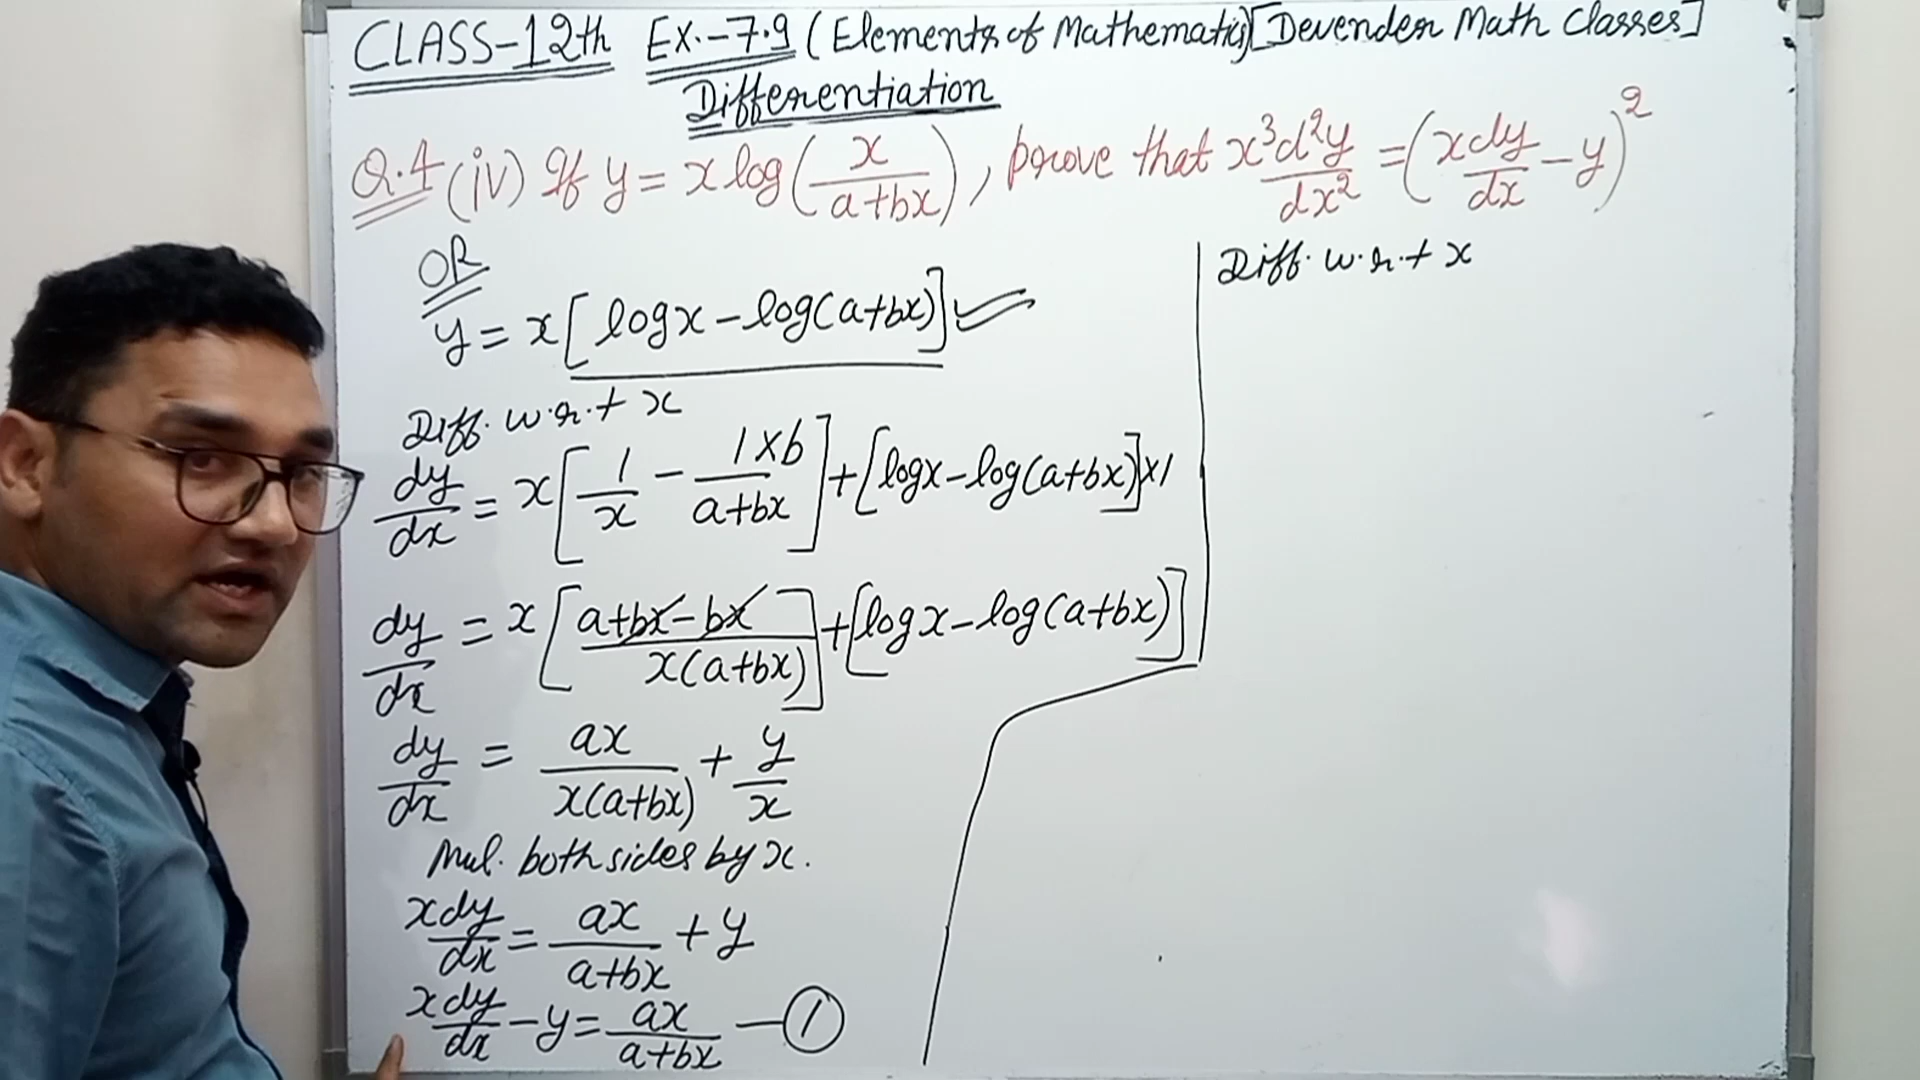 CLASS-12th EX.-7.9 (Elements of Mathematics) [Devender Math Classes]
Differentiation
Q.4 (iv) If y = x log(x/(a+bx)), prove that x³ d²y/dx² = (x dy/dx - y)²
OR
y = x[logx - log(a+bx)]
Diff. w.r.t x
dy/dx = x[1/x - 1×b/(a+bx)] + [logx - log(a+bx)]×1
dy/dx = x[(a+bx-bx)/(x(a+bx))] + [logx - log(a+bx)]
dy/dx = ax/(x(a+bx)) + y/x
Mul. both sides by x.
x dy/dx = ax/(a+bx) + y
x dy/dx - y = ax/(a+bx) — ①
Diff. w.r.t x